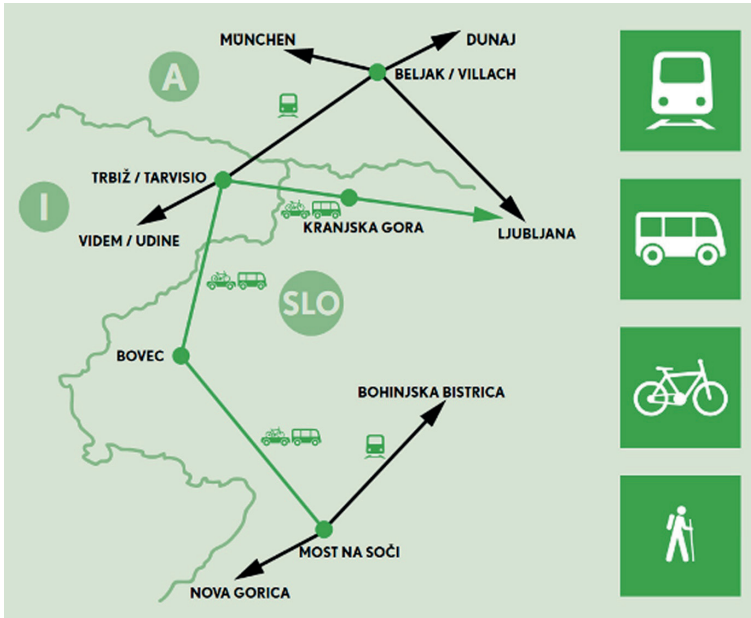 MÜNCHEN
DUNAJ
A
BELJAK / VILLACH
TRBIŽ / TARVISIO
I
KRANJSKA GORA
VIDEM / UDINE
LJUBLJANA
SLO
BOVEC
BOHINJSKA BISTRICA
MOST NA SOČI
NOVA GORICA